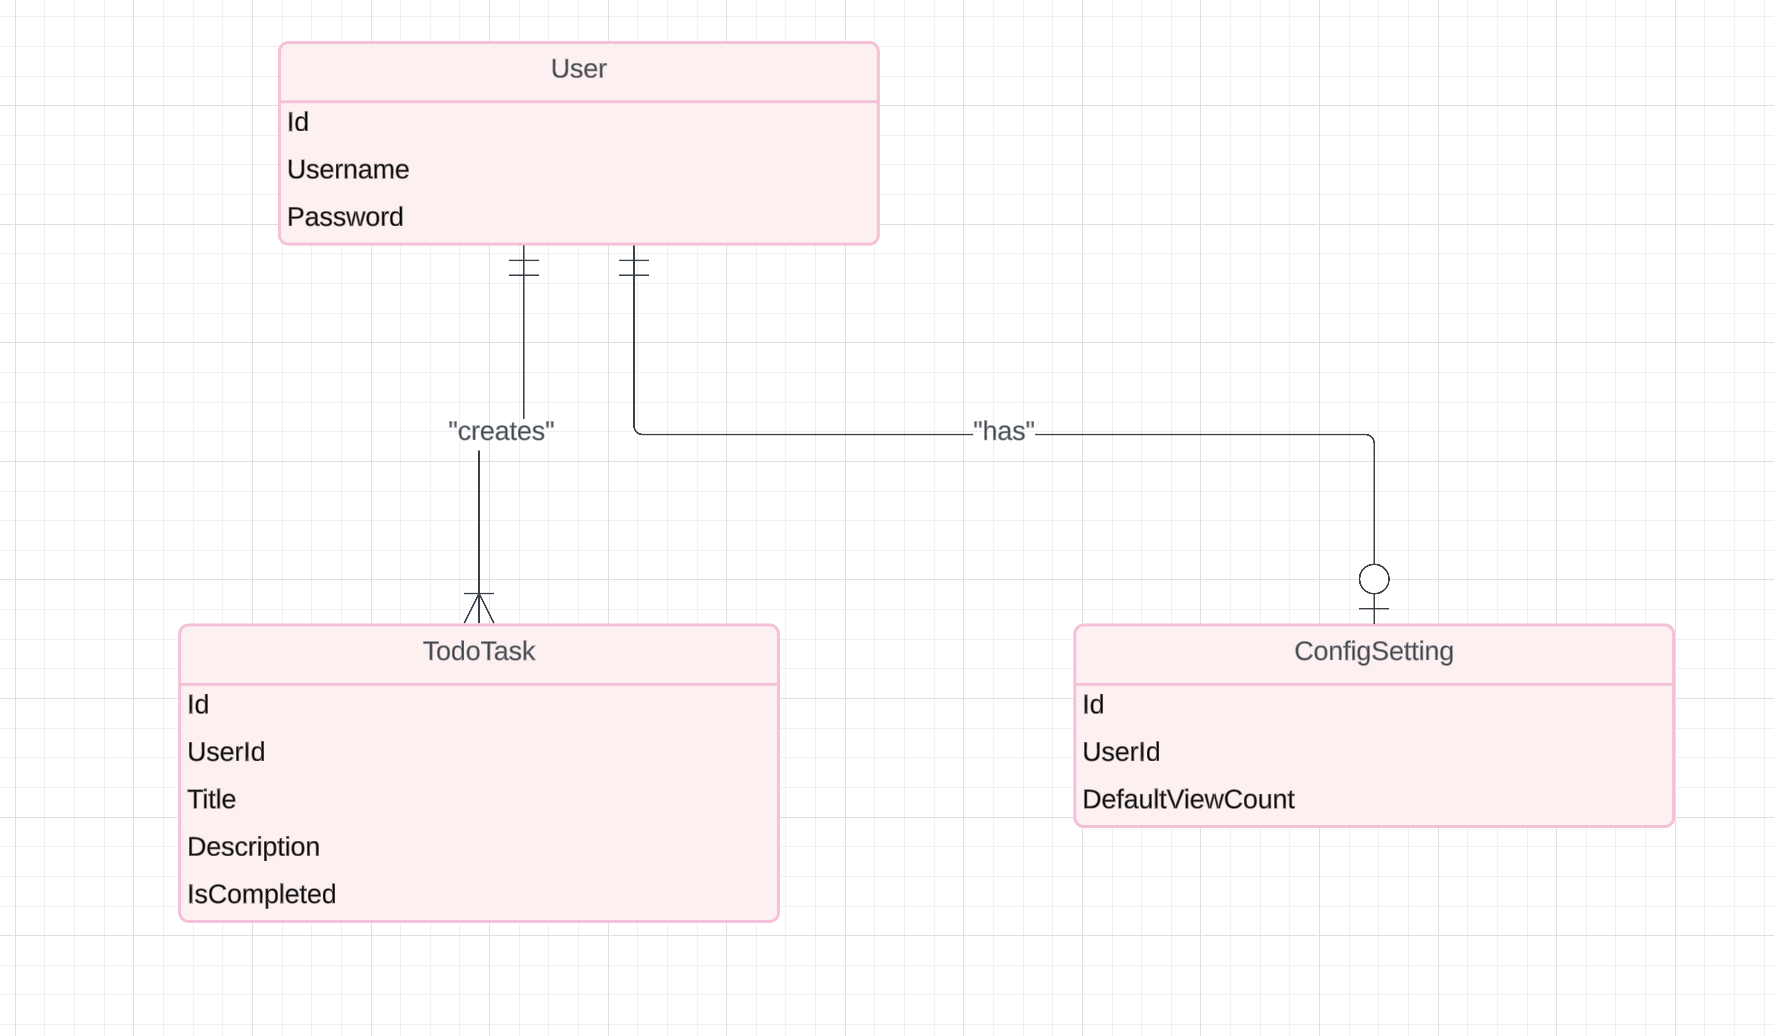 User
Id
Username
Password
"creates"
"has"
TodoTask
Id
UserId
Title
Description
IsCompleted
ConfigSetting
Id
UserId
DefaultViewCount